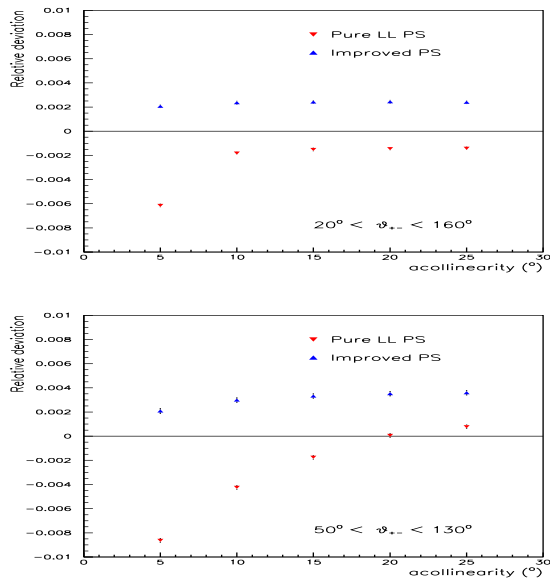 Relative deviation
0.01
0.008
0.006
0.004
0.002
0
−0.002
−0.004
−0.006
−0.008
−0.01
Pure LL PS
Improved PS
20° < ϑ+− < 160°
0 5 10 15 20 25 30
acollinearity (°)
Relative deviation
0.01
0.008
0.006
0.004
0.002
0
−0.002
−0.004
−0.006
−0.008
−0.01
Pure LL PS
Improved PS
50° < ϑ+− < 130°
0 5 10 15 20 25 30
acollinearity (°)